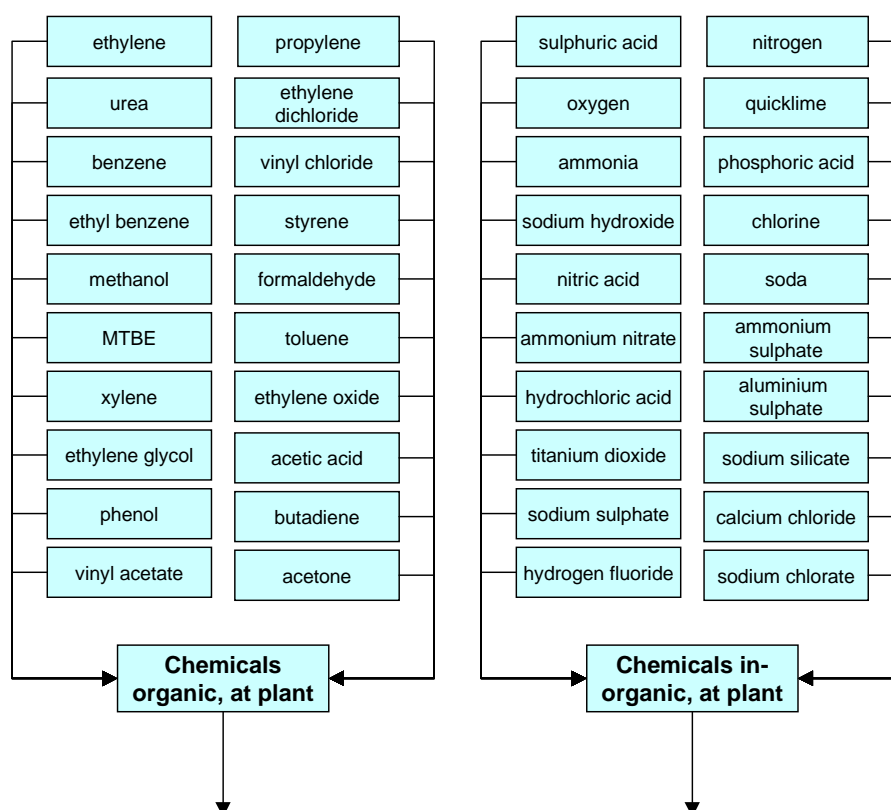 ethylene
propylene
sulphuric acid
nitrogen
urea
ethylene
dichloride
oxygen
quicklime
benzene
vinyl chloride
ammonia
phosphoric acid
ethyl benzene
styrene
sodium hydroxide
chlorine
methanol
formaldehyde
nitric acid
soda
MTBE
toluene
ammonium nitrate
ammonium
sulphate
xylene
ethylene oxide
hydrochloric acid
aluminium
sulphate
ethylene glycol
acetic acid
titanium dioxide
sodium silicate
phenol
butadiene
sodium sulphate
calcium chloride
vinyl acetate
acetone
hydrogen fluoride
sodium chlorate
Chemicals
organic, at plant
Chemicals in-
organic, at plant